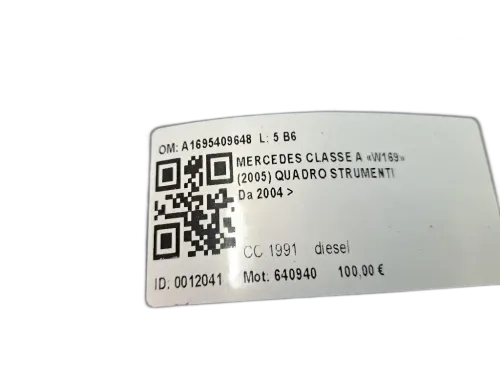 OM: A1695409648 L: 5 B6
MERCEDES CLASSE A «W169»
(2005) QUADRO STRUMENTI
Da 2004 >
CC 1991 diesel
ID: 0012041 Mot: 640940 100,00 €